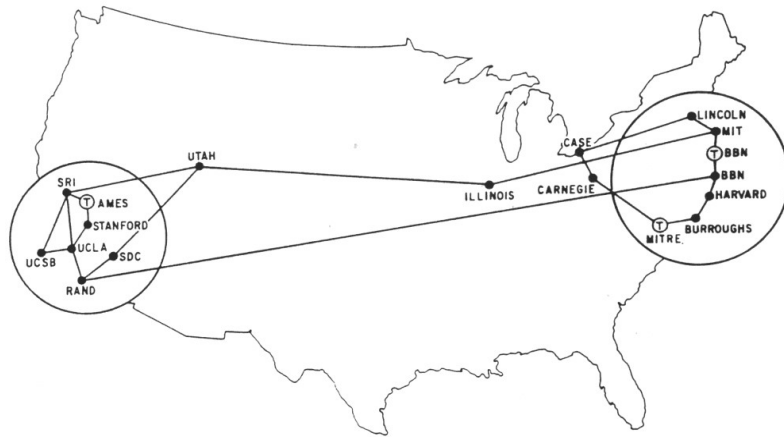 LINCOLN
MIT
CASE
T BBN
UTAH
BBN
SRI
ILLINOIS
CARNEGIE
T AMES
HARVARD
STANFORD
T
BURROUGHS
MITRE
UCLA
UCSB
SDC
RAND